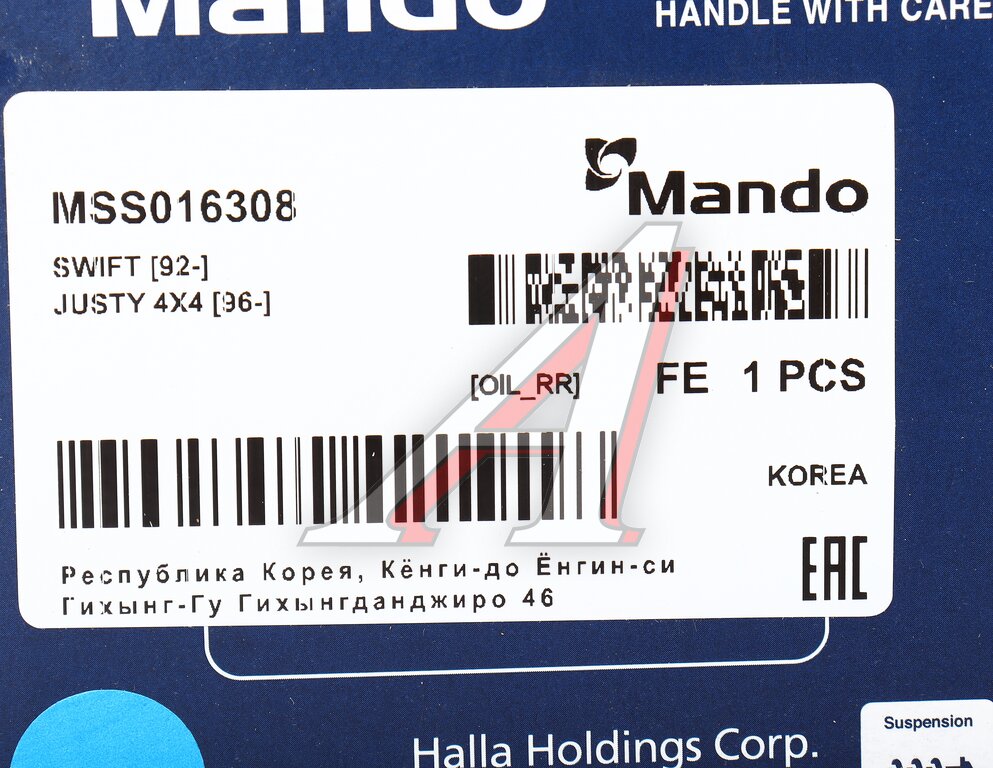 Mando
HANDLE WITH CARE
Mando
MSS016308
SWIFT [92-]
JUSTY 4X4 [96-]
[OIL_RR] FE 1 PCS
KOREA
Республика Корея, Кёнги-до Ёнгин-си
Гихынг-Гу Гихынгданджиро 46
EAC
Halla Holdings Corp.
Suspension